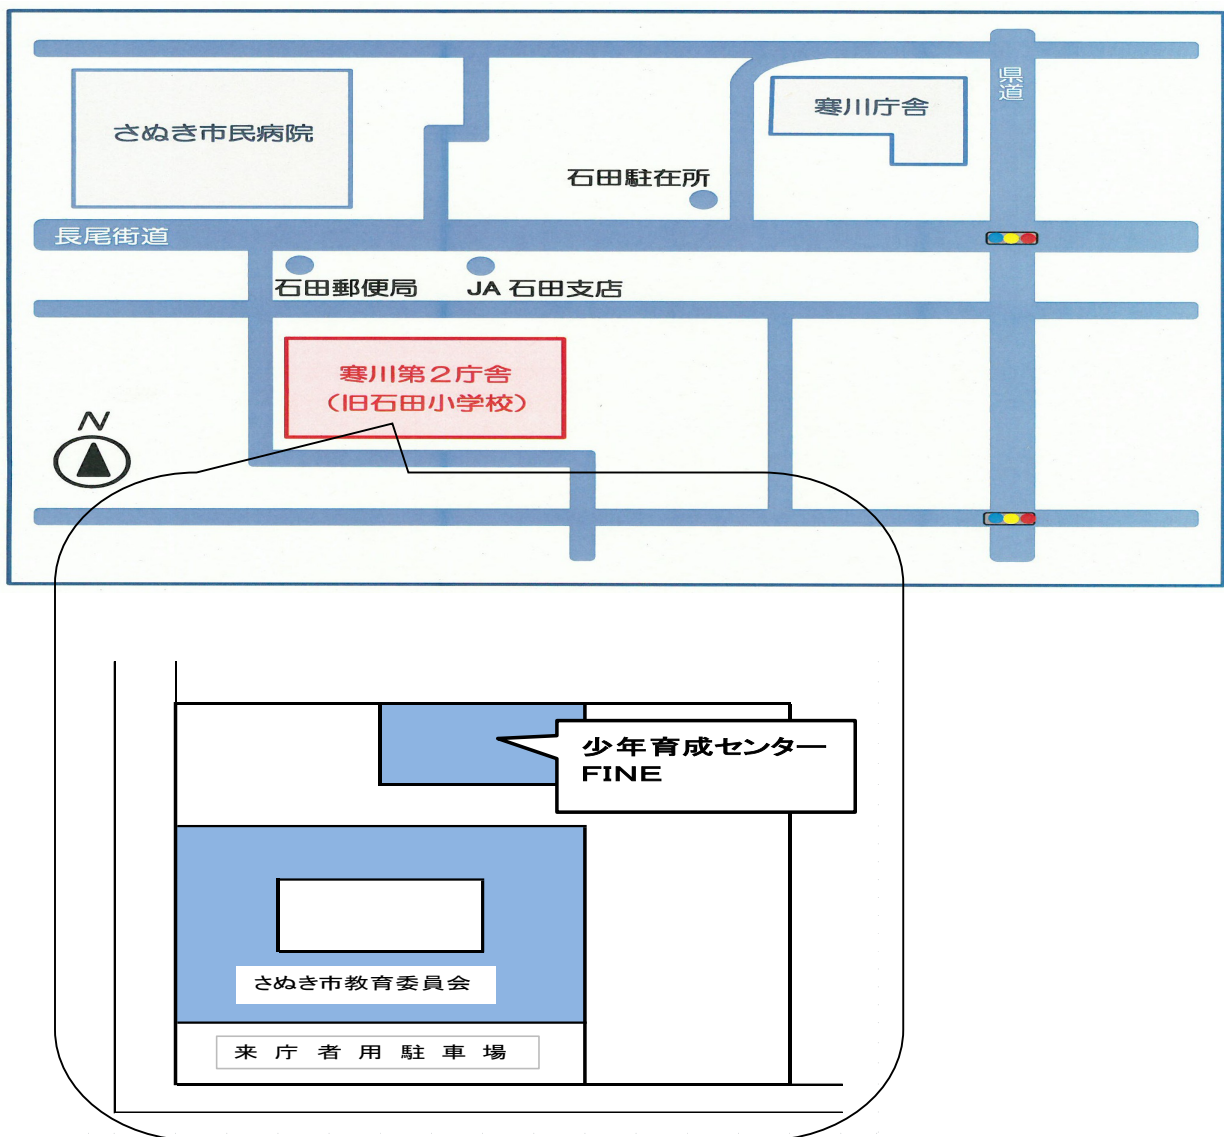 県道
さぬき市民病院
寒川庁舎
石田駐在所
長尾街道
石田郵便局
JA 石田支店
寒川第2庁舎
(旧石田小学校)
N
少年育成センター
FINE
さぬき市教育委員会
来庁者用駐車場